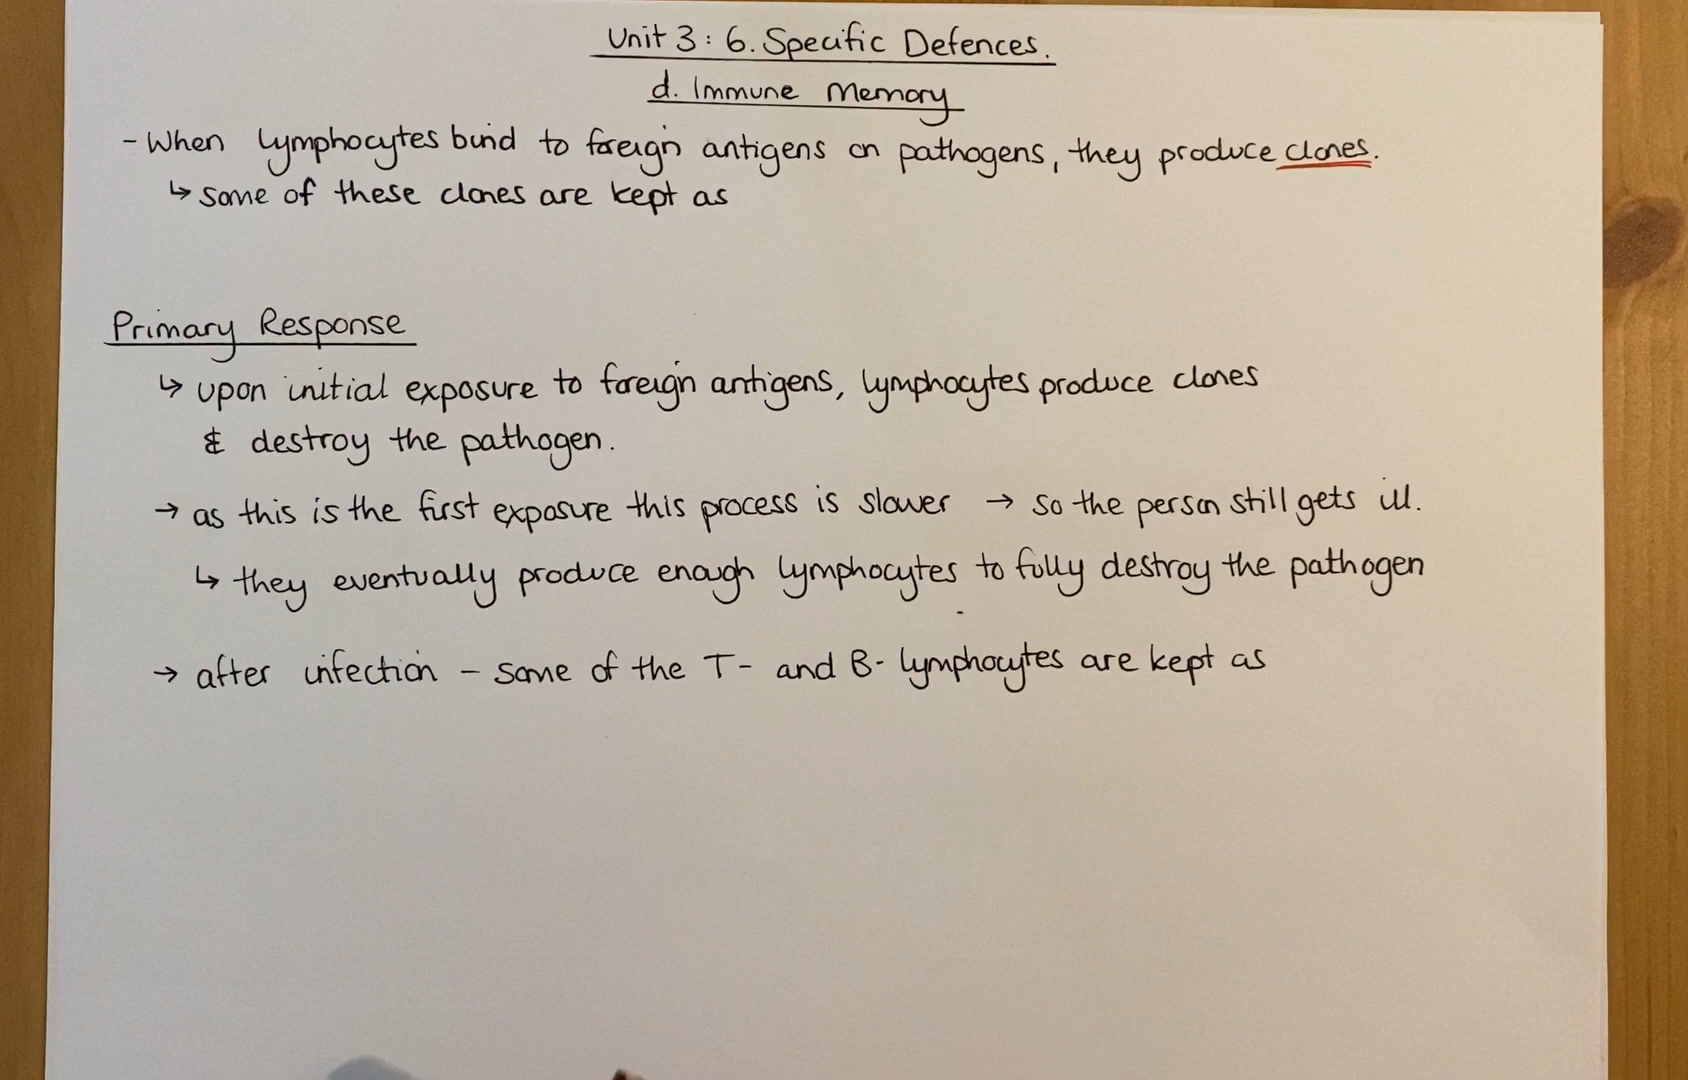 Unit 3: 6. Specific Defences.
d. Immune Memory
- When lymphocytes bind to foreign antigens on pathogens, they produce clones.
↳ some of these clones are kept as
Primary Response
↳ upon initial exposure to foreign antigens, lymphocytes produce clones
& destroy the pathogen.
→ as this is the first exposure this process is slower → so the person still gets ill.
↳ they eventually produce enough lymphocytes to fully destroy the pathogen
→ after infection – some of the T- and B- lymphocytes are kept as